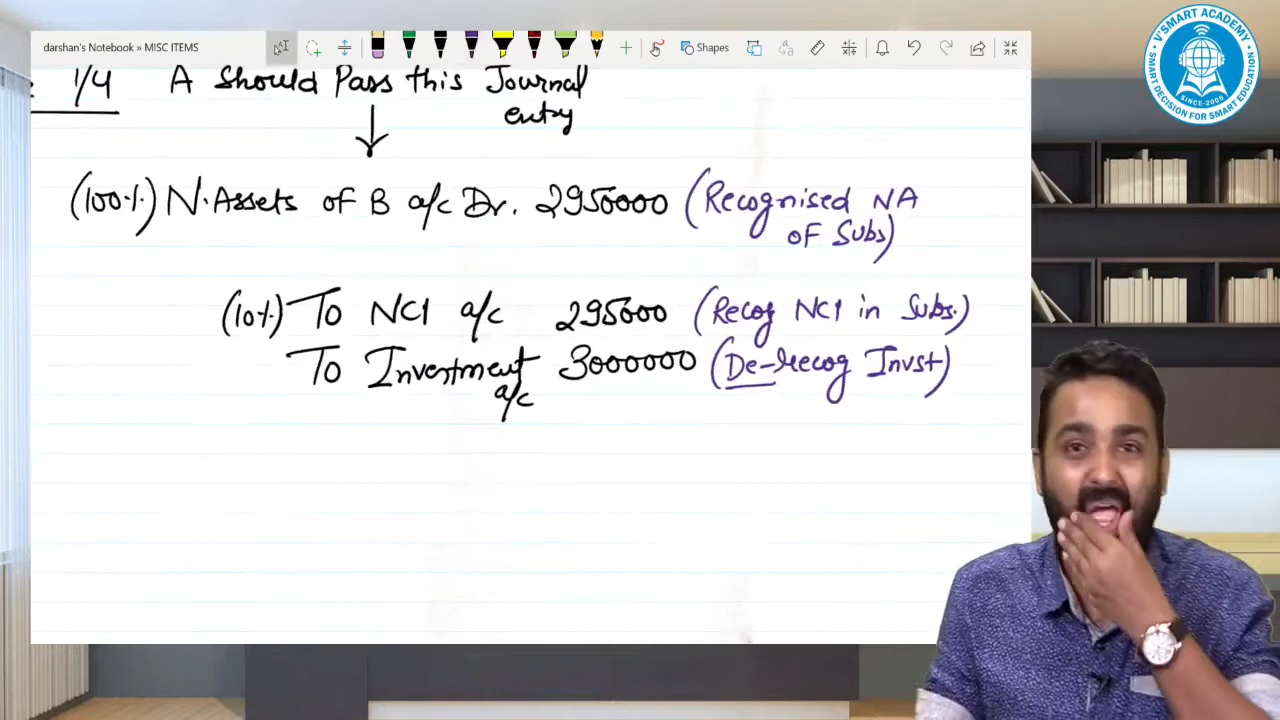 darshan's Notebook » MISC ITEMS
Shapes
V'SMART ACADEMY
SMART DECISION FOR SMART EDUCATION
SINCE-2005
: 1/4 A Should Pass this Journal
entry
(100%) N.Assets of B a/c Dr. 2950000 (Recognised NA
of Subs)
(10%) To NCI a/c 295000 (Recog NCI in Subs.)
To Investment 3000000 (De-recog Invst)
a/c